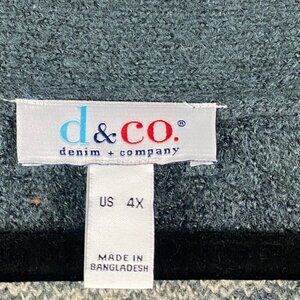 d&co.®
denim + company
US 4X
MADE IN
BANGLADESH